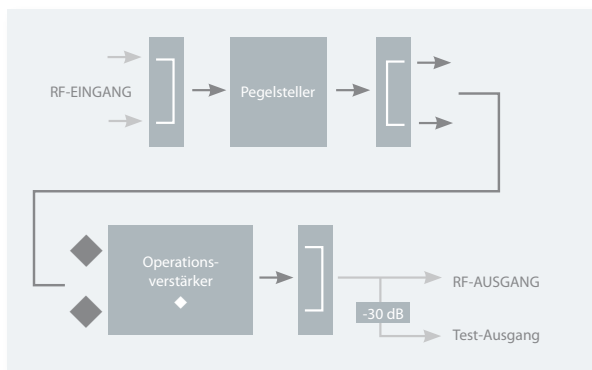 RF-EINGANG
Pegelsteller
Operations-
verstärker
RF-AUSGANG
-30 dB
Test-Ausgang